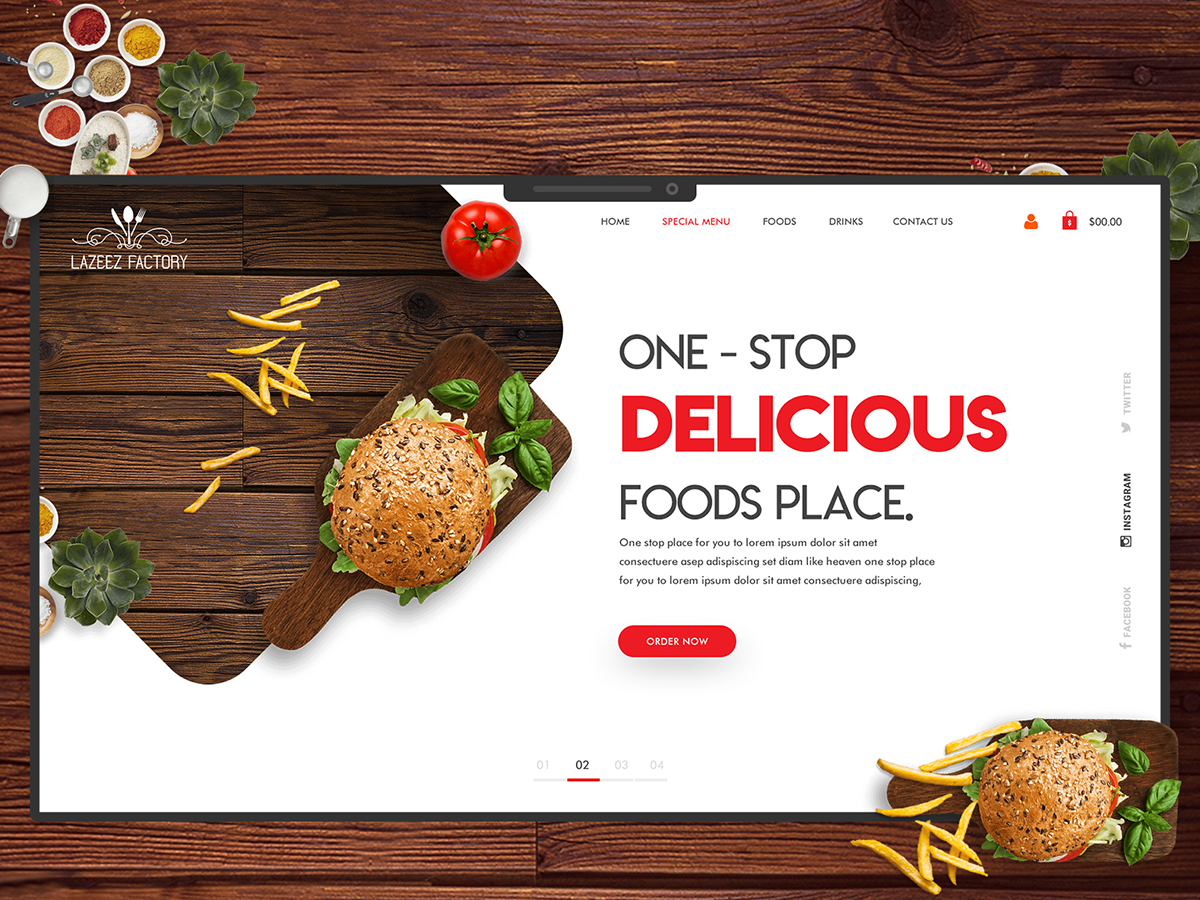 LAZEEZ FACTORY
HOME SPECIAL MENU FOODS DRINKS CONTACT US $00.00
ONE - STOP
DELICIOUS
FOODS PLACE.
One stop place for you to lorem ipsum dolor sit amet
consectuere asep adipiscing set diam like heaven one stop place
for you to lorem ipsum dolor sit amet consectuere adipiscing,
ORDER NOW
TWITTER
INSTAGRAM
FACEBOOK
01 02 03 04